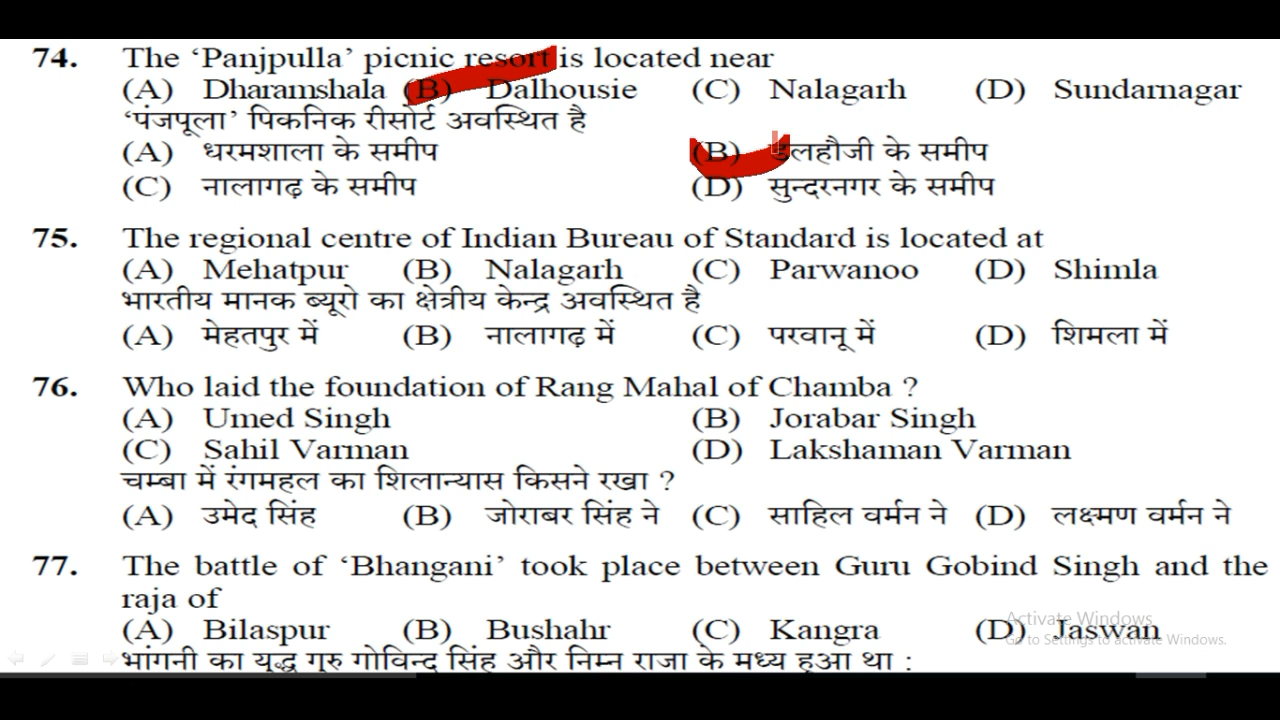 74. The ‘Panjpulla’ picnic resort is located near
(A) Dharamshala (B) Dalhousie (C) Nalagarh (D) Sundarnagar
‘पंजपूला’ पिकनिक रीसोर्ट अवस्थित है
(A) धरमशाला के समीप (B) डलहौजी के समीप
(C) नालागढ़ के समीप (D) सुन्दरनगर के समीप
75. The regional centre of Indian Bureau of Standard is located at
(A) Mehatpur (B) Nalagarh (C) Parwanoo (D) Shimla
भारतीय मानक ब्यूरो का क्षेत्रीय केन्द्र अवस्थित है
(A) मेहतपुर में (B) नालागढ़ में (C) परवानू में (D) शिमला में
76. Who laid the foundation of Rang Mahal of Chamba ?
(A) Umed Singh (B) Jorabar Singh
(C) Sahil Varman (D) Lakshaman Varman
चम्बा में रंगमहल का शिलान्यास किसने रखा ?
(A) उमेद सिंह (B) जोराबर सिंह ने (C) साहिल वर्मन ने (D) लक्ष्मण वर्मन ने
77. The battle of ‘Bhangani’ took place between Guru Gobind Singh and the
raja of
(A) Bilaspur (B) Bushahr (C) Kangra (D) Jaswan
Activate Windows
Go to Settings to activate Windows.
भांगनी का युद्ध गुरु गोविन्द सिंह और निम्न राजा के मध्य हुआ था :